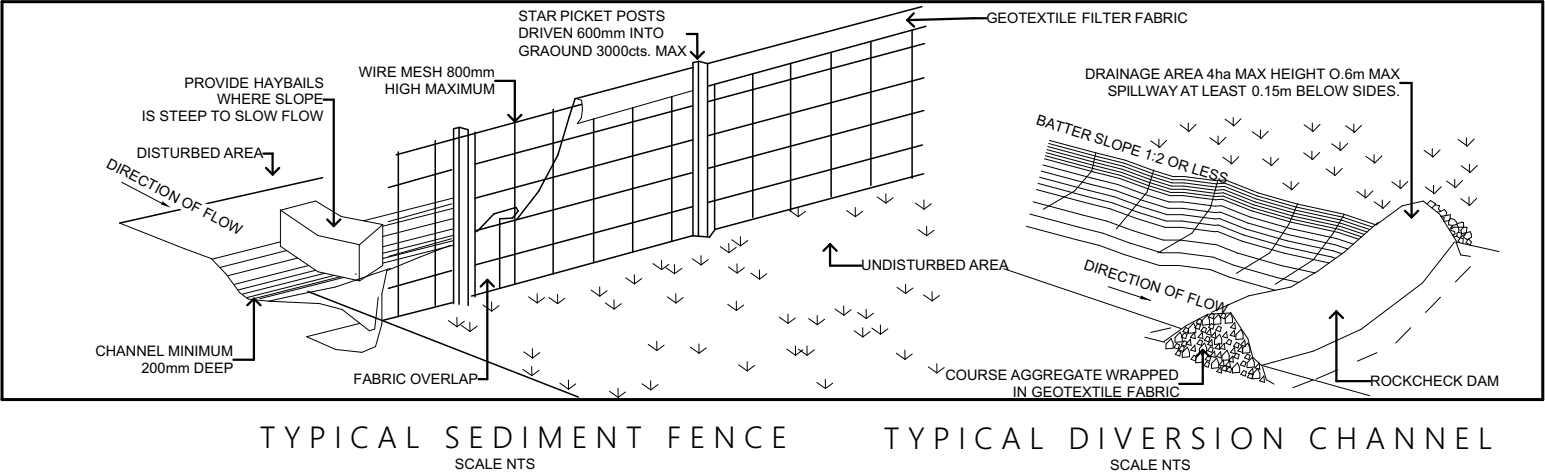 STAR PICKET POSTS
DRIVEN 600mm INTO
GRAOUND 3000cts. MAX
GEOTEXTILE FILTER FABRIC
WIRE MESH 800mm
HIGH MAXIMUM
PROVIDE HAYBAILS
WHERE SLOPE
IS STEEP TO SLOW FLOW
DISTURBED AREA
DIRECTION OF FLOW
CHANNEL MINIMUM
200mm DEEP
FABRIC OVERLAP
UNDISTURBED AREA
DRAINAGE AREA 4ha MAX HEIGHT O.6m MAX
SPILLWAY AT LEAST 0.15m BELOW SIDES.
BATTER SLOPE 1:2 OR LESS
DIRECTION OF FLOW
COURSE AGGREGATE WRAPPED
IN GEOTEXTILE FABRIC
ROCKCHECK DAM
TYPICAL SEDIMENT FENCE
SCALE NTS
TYPICAL DIVERSION CHANNEL
SCALE NTS